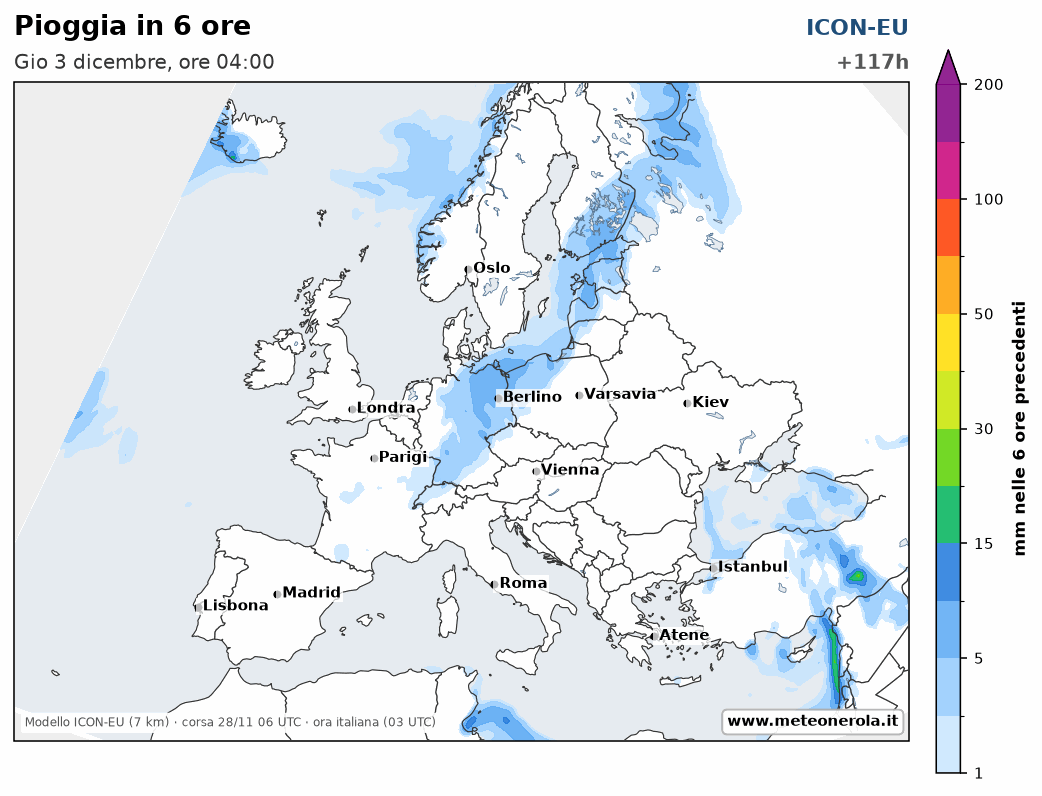 Pioggia in 6 ore
ICON-EU
Gio 3 dicembre, ore 04:00
+117h
200
100
50
30
15
5
1
mm nelle 6 ore precedenti
Oslo
Londra
Berlino
Varsavia
Kiev
Parigi
Vienna
Istanbul
Roma
Madrid
Lisbona
Atene
Modello ICON-EU (7 km) · corsa 28/11 06 UTC · ora italiana (03 UTC)
www.meteonerola.it